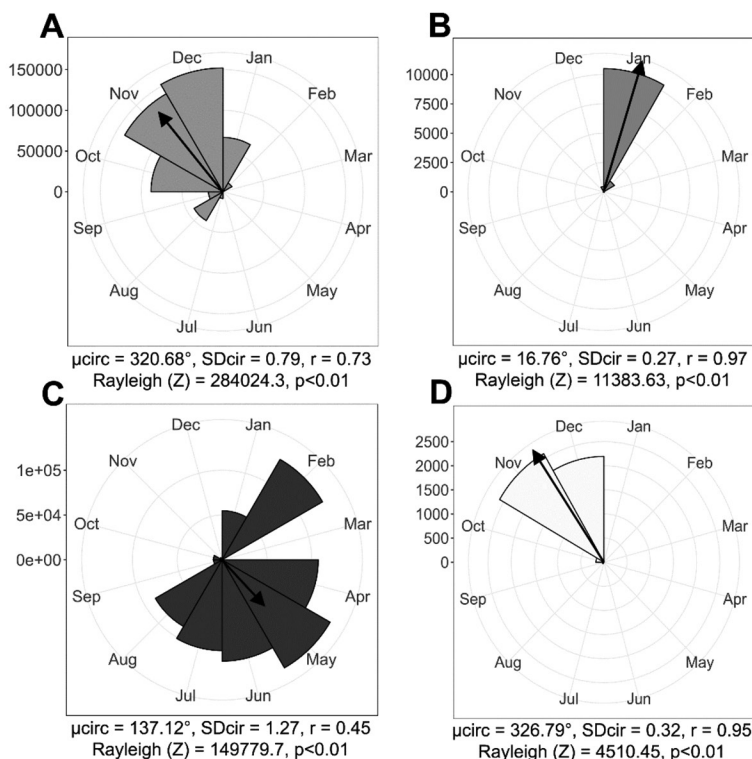 A
150000
100000
50000
0
Dec
Jan
Nov
Feb
Oct
Mar
Sep
Apr
Aug
May
Jul
Jun
µcirc = 320.68°, SDcir = 0.79, r = 0.73
Rayleigh (Z) = 284024.3, p<0.01
B
10000
7500
5000
2500
0
Dec
Jan
Nov
Feb
Oct
Mar
Sep
Apr
Aug
May
Jul
Jun
µcirc = 16.76°, SDcir = 0.27, r = 0.97
Rayleigh (Z) = 11383.63, p<0.01
C
1e+05
5e+04
0e+00
Dec
Jan
Nov
Feb
Oct
Mar
Sep
Apr
Aug
May
Jul
Jun
µcirc = 137.12°, SDcir = 1.27, r = 0.45
Rayleigh (Z) = 149779.7, p<0.01
D
2500
2000
1500
1000
500
0
Dec
Jan
Nov
Feb
Oct
Mar
Sep
Apr
Aug
May
Jul
Jun
µcirc = 326.79°, SDcir = 0.32, r = 0.95
Rayleigh (Z) = 4510.45, p<0.01